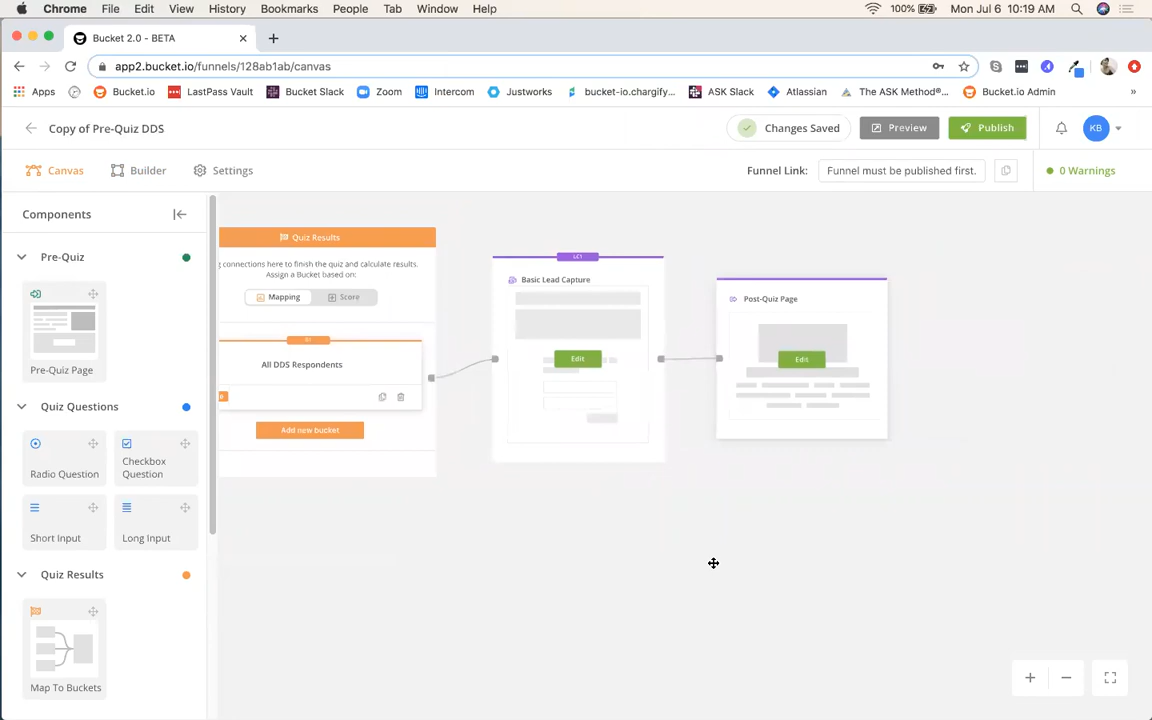 Chrome File Edit View History Bookmarks People Tab Window Help 100% Mon Jul 6 10:19 AM
Bucket 2.0 - BETA
app2.bucket.io/funnels/128ab1ab/canvas
Apps Bucket.io LastPass Vault Bucket Slack Zoom Intercom Justworks bucket-io.chargify... ASK Slack Atlassian The ASK Method®... Bucket.io Admin »
Copy of Pre-Quiz DDS Changes Saved Preview Publish KB
Canvas Builder Settings Funnel Link: Funnel must be published first. 0 Warnings
Components
Pre-Quiz
Pre-Quiz Page
Quiz Questions
Radio Question
Checkbox
Question
Short Input
Long Input
Quiz Results
Map To Buckets
Quiz Results
connections here to finish the quiz and calculate results.
Assign a Bucket based on:
Mapping Score
All DDS Respondents
Add new bucket
LC1
Basic Lead Capture
Edit
Post-Quiz Page
Edit